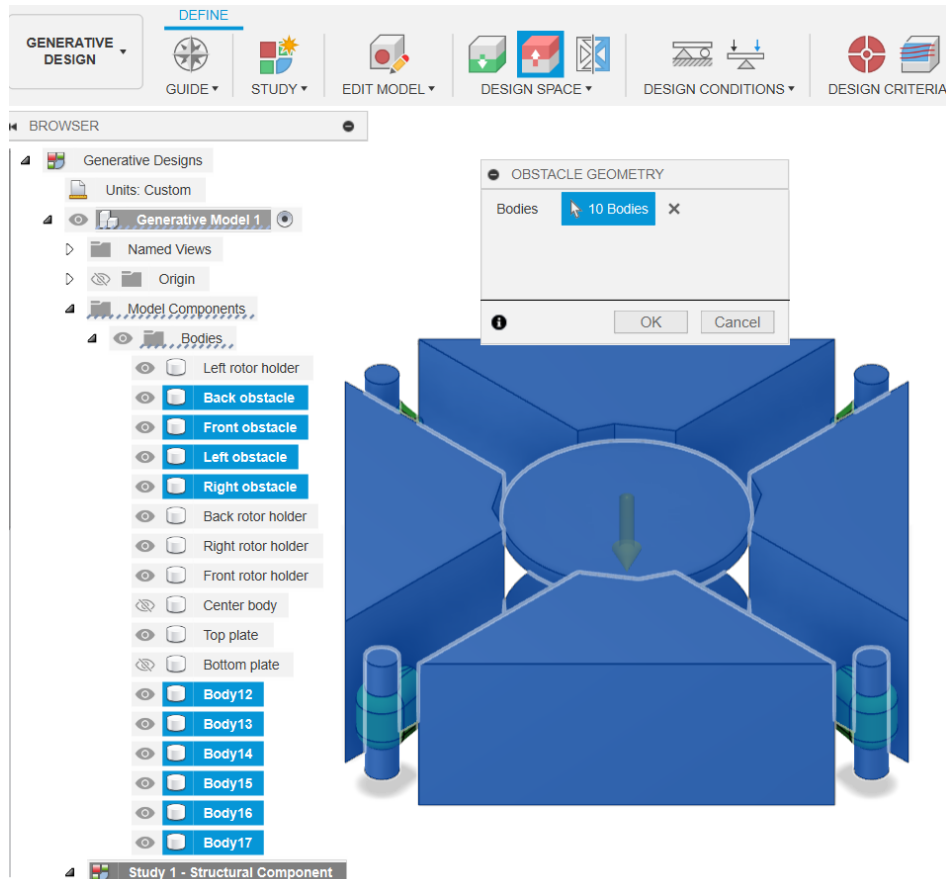 DEFINE
GENERATIVE DESIGN
GUIDE
STUDY
EDIT MODEL
DESIGN SPACE
DESIGN CONDITIONS
DESIGN CRITERIA
BROWSER
Generative Designs
Units: Custom
Generative Model 1
Named Views
Origin
Model Components
Bodies
Left rotor holder
Back obstacle
Front obstacle
Left obstacle
Right obstacle
Back rotor holder
Right rotor holder
Front rotor holder
Center body
Top plate
Bottom plate
Body12
Body13
Body14
Body15
Body16
Body17
Study 1 - Structural Component
OBSTACLE GEOMETRY
Bodies 10 Bodies
OK Cancel